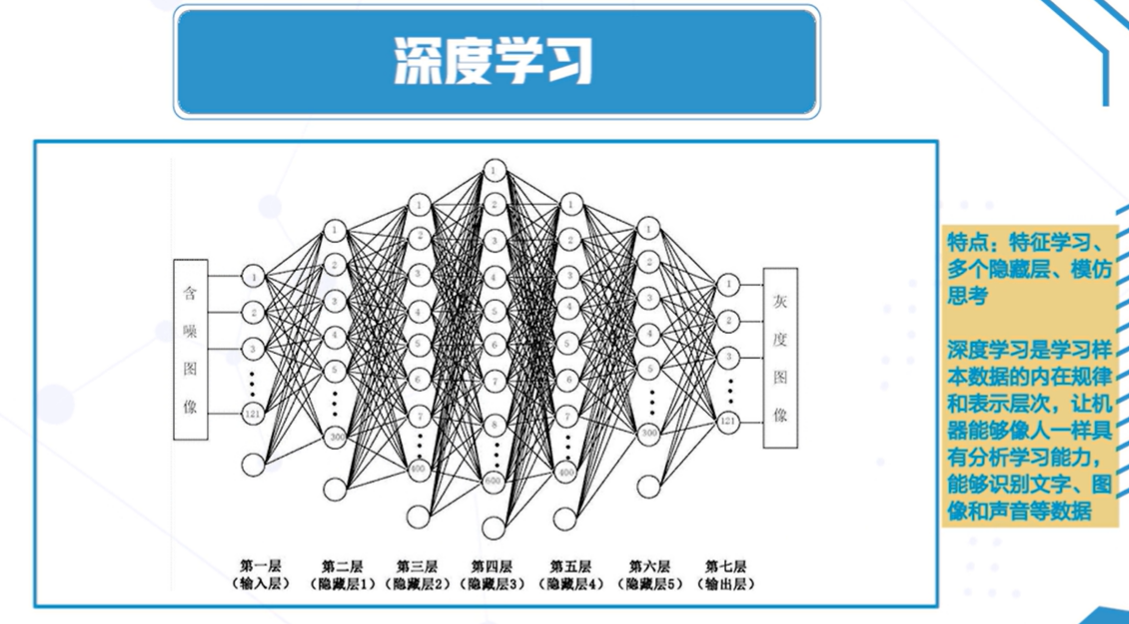 深度学习
特点：特征学习、
多个隐藏层、模仿
思考
深度学习是学习样
本数据的内在规律
和表示层次，让机
器能够像人一样具
有分析学习能力，
能够识别文字、图
像和声音等数据
含
噪
图
像
1
2
3
121
1
2
3
4
5
300
1
2
3
4
5
6
7
400
1
2
3
4
5
6
7
8
600
1
2
3
4
5
6
7
400
1
2
3
4
5
300
1
2
3
121
灰
度
图
像
第一层 第二层 第三层 第四层 第五层 第六层 第七层
（输入层） （隐藏层1） （隐藏层2） （隐藏层3） （隐藏层4） （隐藏层5） （输出层）